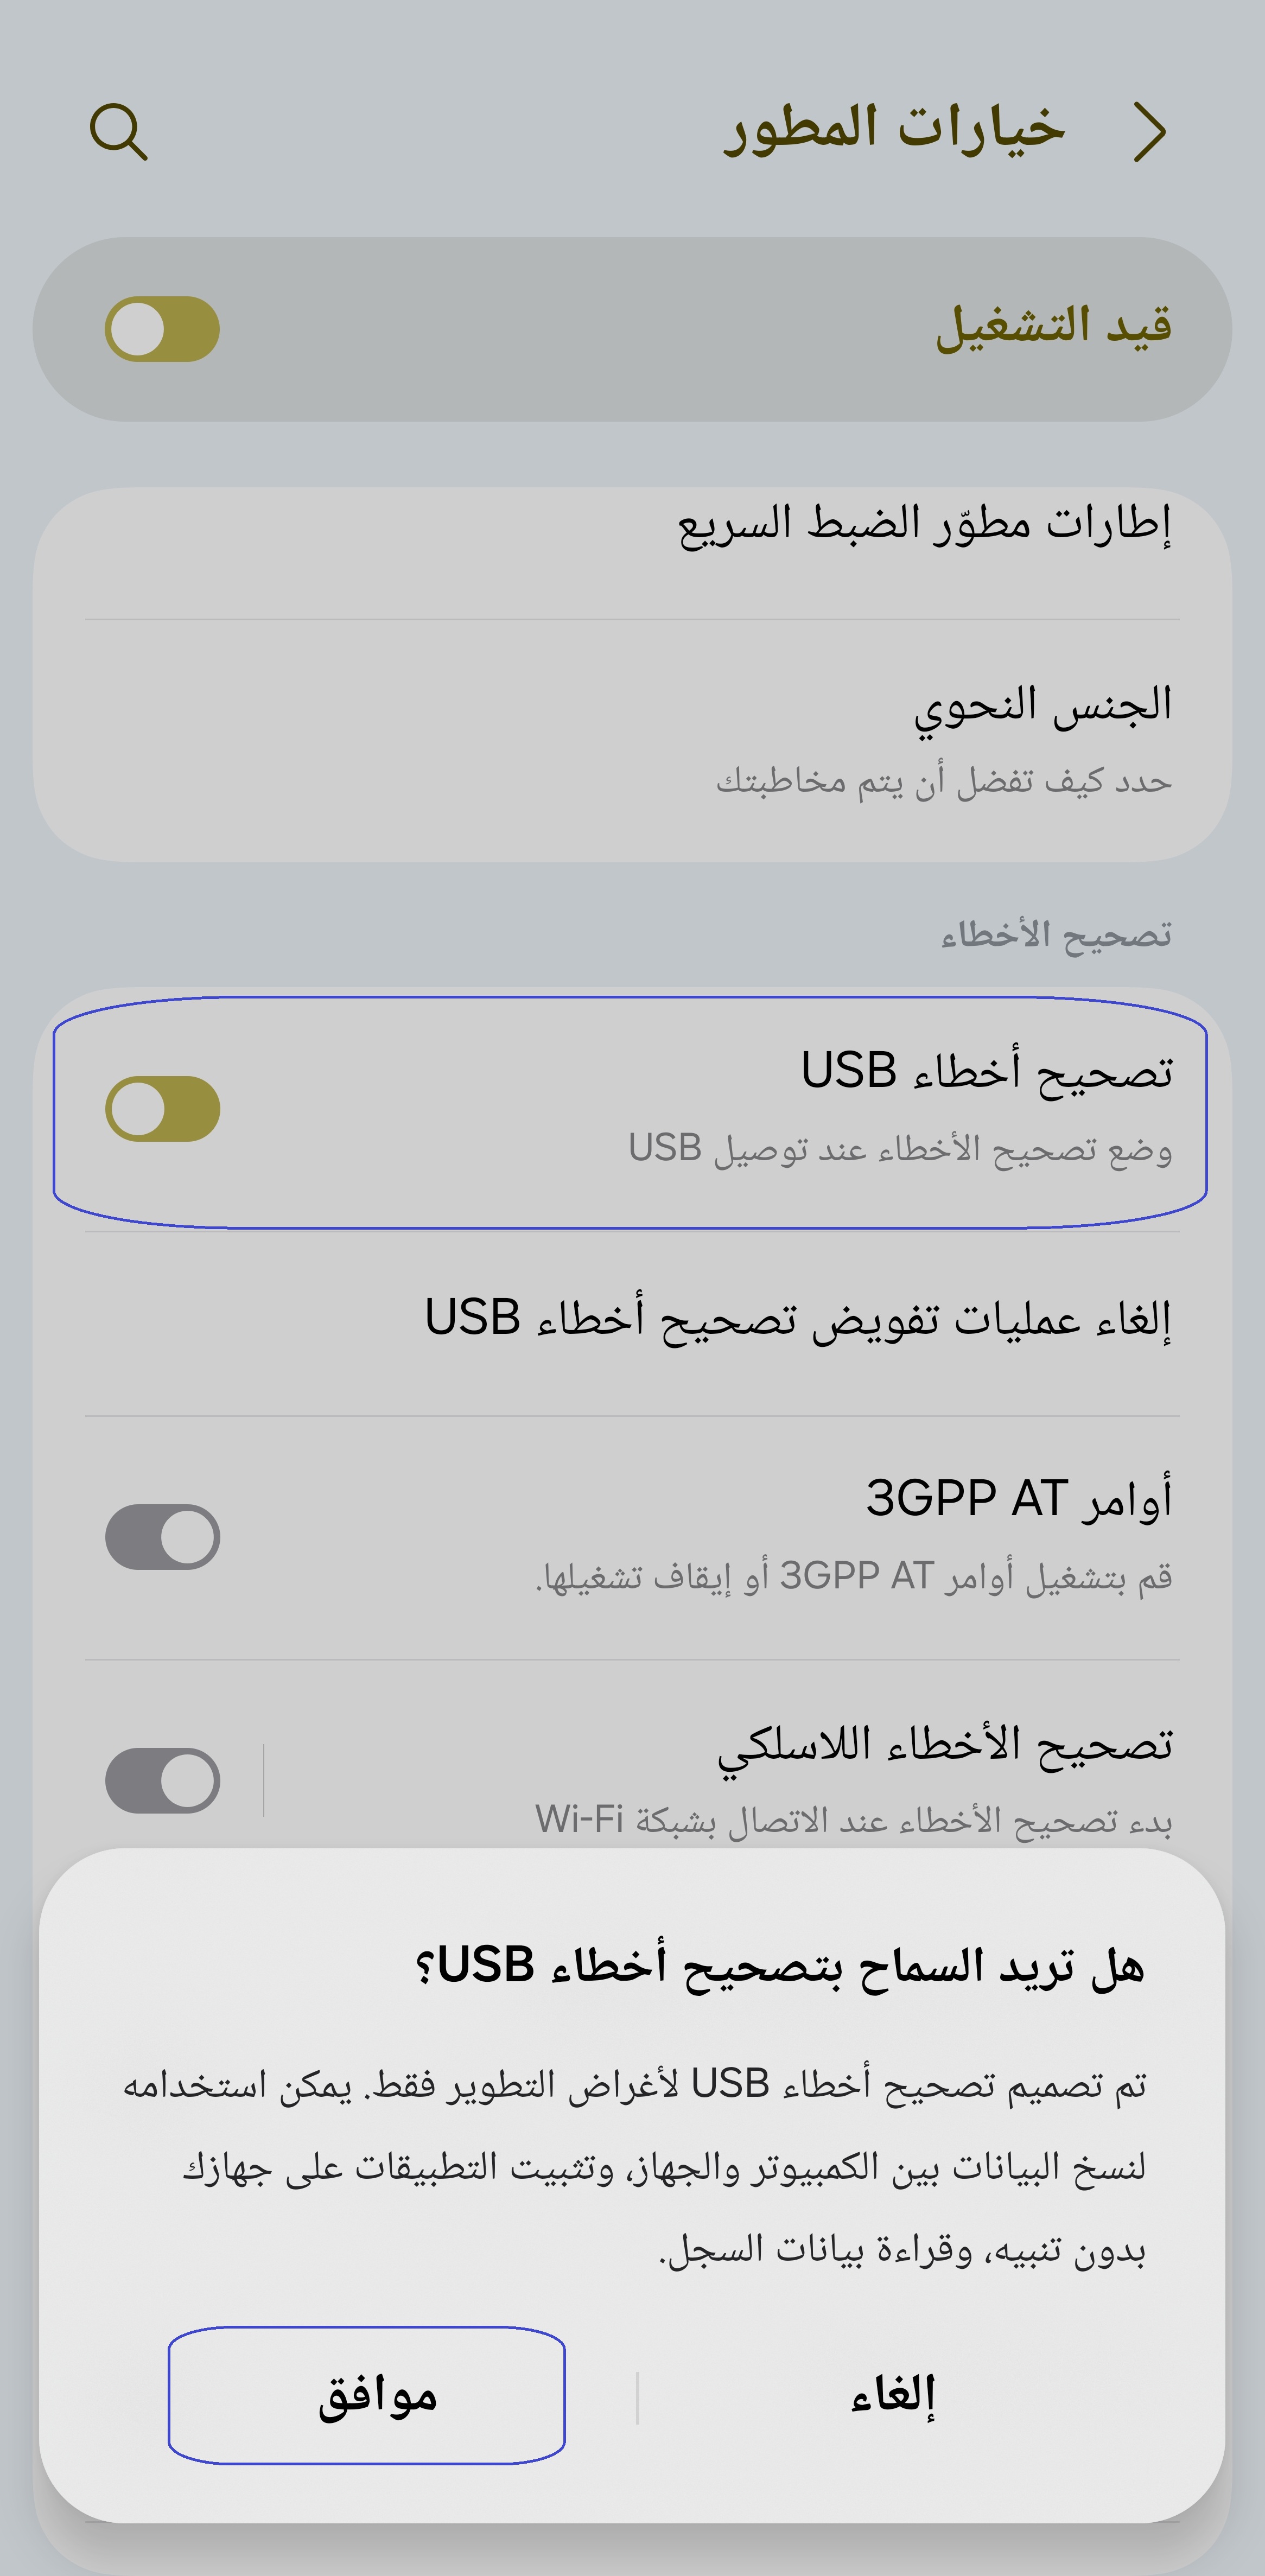 خيارات المطور
قيد التشغيل
إطارات مطوّر الضبط السريع
الجنس النحوي
حدد كيف تفضل أن يتم مخاطبتك
تصحيح الأخطاء
تصحيح أخطاء USB
وضع تصحيح الأخطاء عند توصيل USB
إلغاء عمليات تفويض تصحيح أخطاء USB
أوامر 3GPP AT
قم بتشغيل أوامر 3GPP AT أو إيقاف تشغيلها.
تصحيح الأخطاء اللاسلكي
بدء تصحيح الأخطاء عند الاتصال بشبكة Wi-Fi
هل تريد السماح بتصحيح أخطاء USB؟
تم تصميم تصحيح أخطاء USB لأغراض التطوير فقط. يمكن استخدامه
لنسخ البيانات بين الكمبيوتر والجهاز، وتثبيت التطبيقات على جهازك
بدون تنبيه، وقراءة بيانات السجل.
إلغاء
موافق